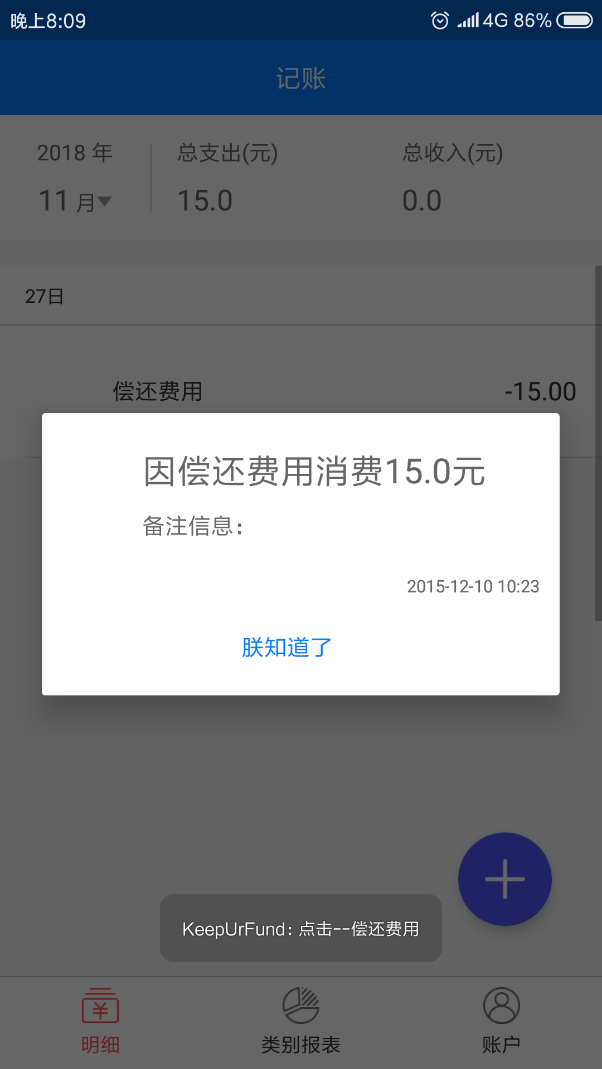 晚上8:09 4G 86%
记账
2018 年 总支出(元) 总收入(元)
11 月 15.0 0.0
27日
偿还费用 -15.00
因偿还费用消费15.0元
备注信息：
2015-12-10 10:23
朕知道了
KeepUrFund：点击--偿还费用
明细 类别报表 账户